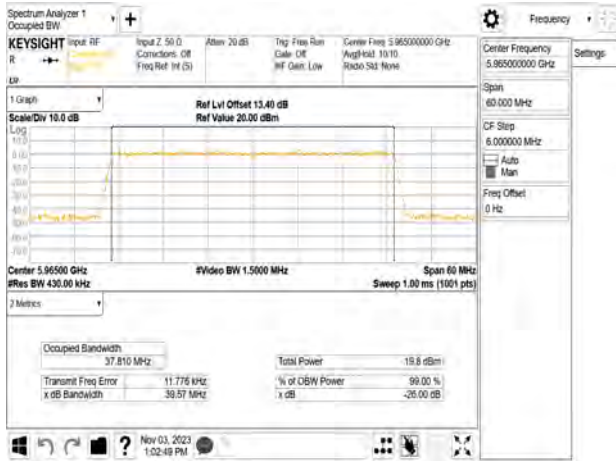 Spectrum Analyzer 1
Occupied BW
Frequency
KEYSIGHT
Input: RF
R
Input Z: 50 Ω
Corrections: Off
Freq Ref: Int (S)
Atten: 20 dB
Trig: Free Run
Gate: Off
#IF Gain: Low
Center Freq: 5.965000000 GHz
Avg|Hold: 10/10
Radio Std: None
Center Frequency
5.965000000 GHz
Settings
Span
60.000 MHz
CF Step
6.000000 MHz
Auto
Man
Freq Offset
0 Hz
1 Graph
Scale/Div 10.0 dB
Ref Lvl Offset 13.40 dB
Ref Value 20.00 dBm
Log
10.0
0.00
Center 5.96500 GHz
#Res BW 430.00 kHz
#Video BW 1.5000 MHz
Span 60 MHz
Sweep 1.00 ms (1001 pts)
2 Metrics
Occupied Bandwidth
37.810 MHz
Total Power 19.8 dBm
Transmit Freq Error 11.776 kHz
% of OBW Power 99.00 %
x dB Bandwidth 39.57 MHz
x dB -26.00 dB
Nov 03, 2023
1:02:49 PM